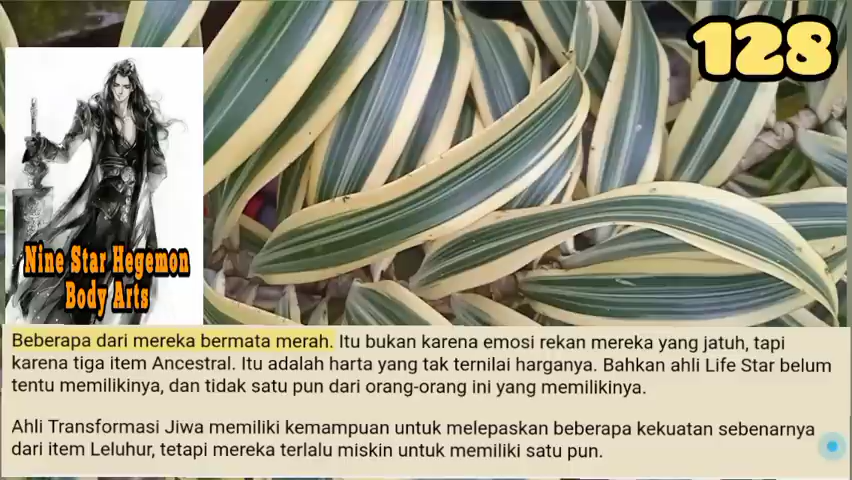 128
Nine Star Hegemon
Body Arts
Beberapa dari mereka bermata merah. Itu bukan karena emosi rekan mereka yang jatuh, tapi
karena tiga item Ancestral. Itu adalah harta yang tak ternilai harganya. Bahkan ahli Life Star belum
tentu memilikinya, dan tidak satu pun dari orang-orang ini yang memilikinya.
Ahli Transformasi Jiwa memiliki kemampuan untuk melepaskan beberapa kekuatan sebenarnya
dari item Leluhur, tetapi mereka terlalu miskin untuk memiliki satu pun.